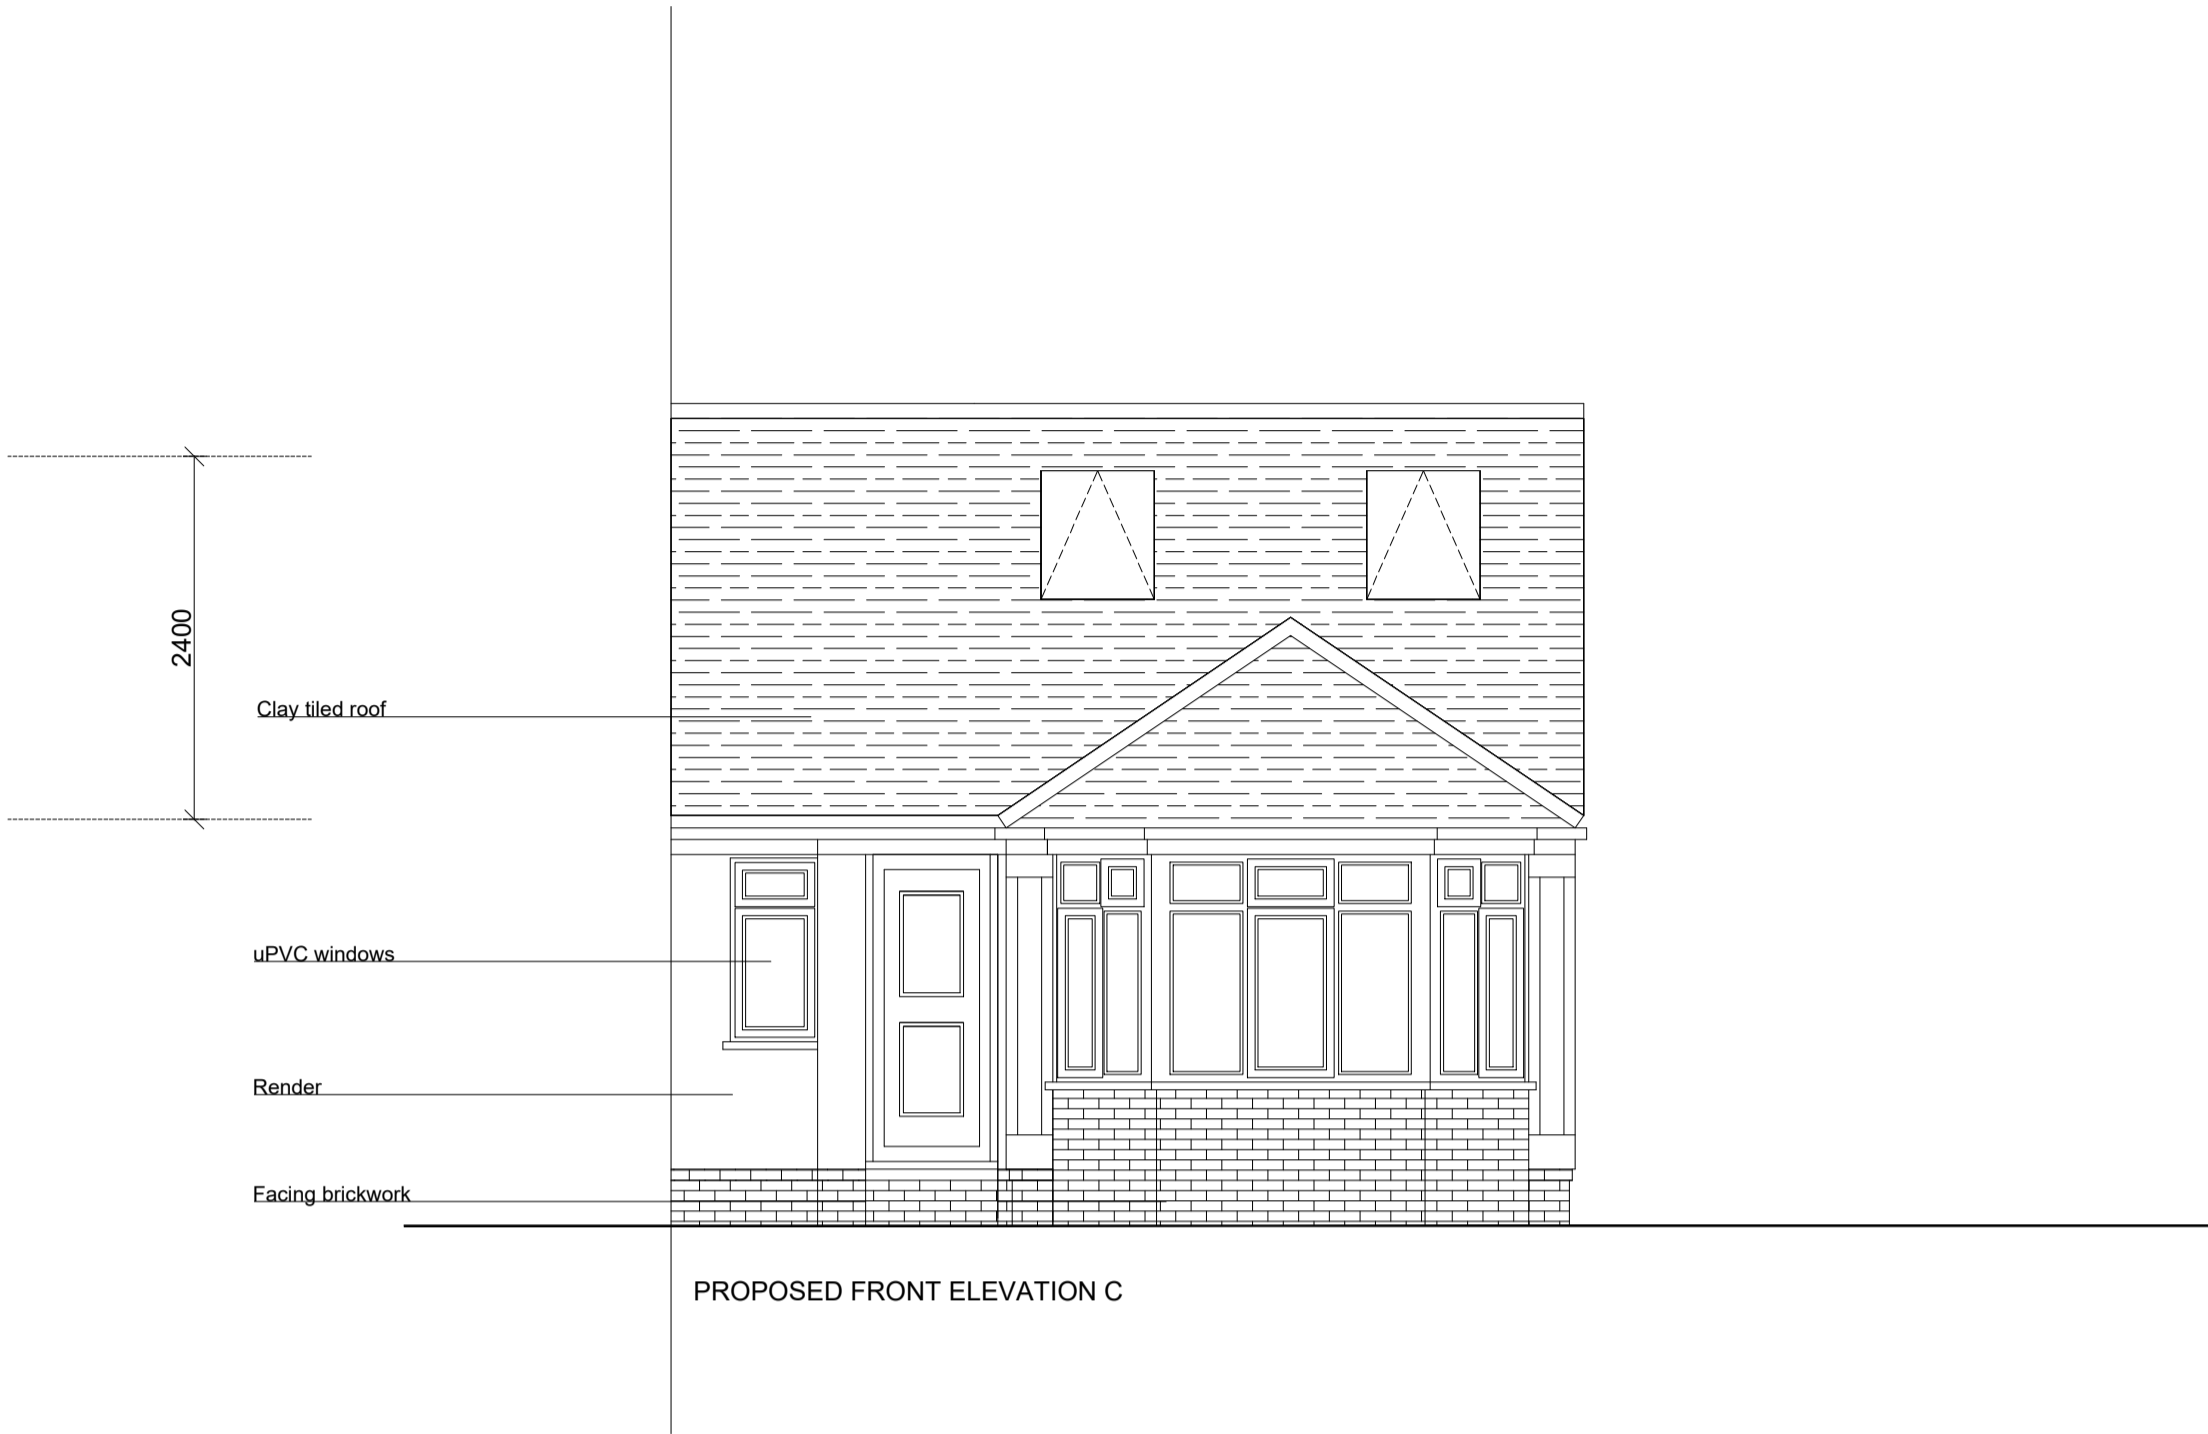 2400
Clay tiled roof
uPVC windows
Render
Facing brickwork
PROPOSED FRONT ELEVATION C